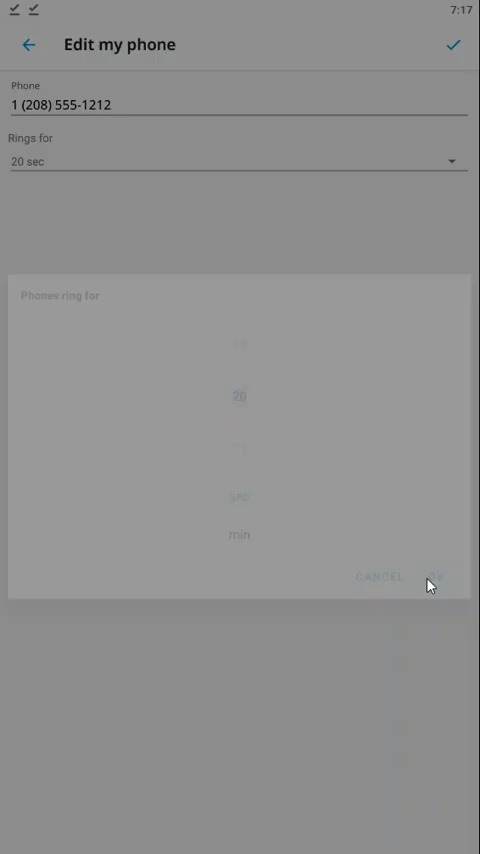 7:17
Edit my phone
Phone
1 (208) 555-1212
Rings for
20 sec
Phones ring for
20
sec
min
CANCEL OK